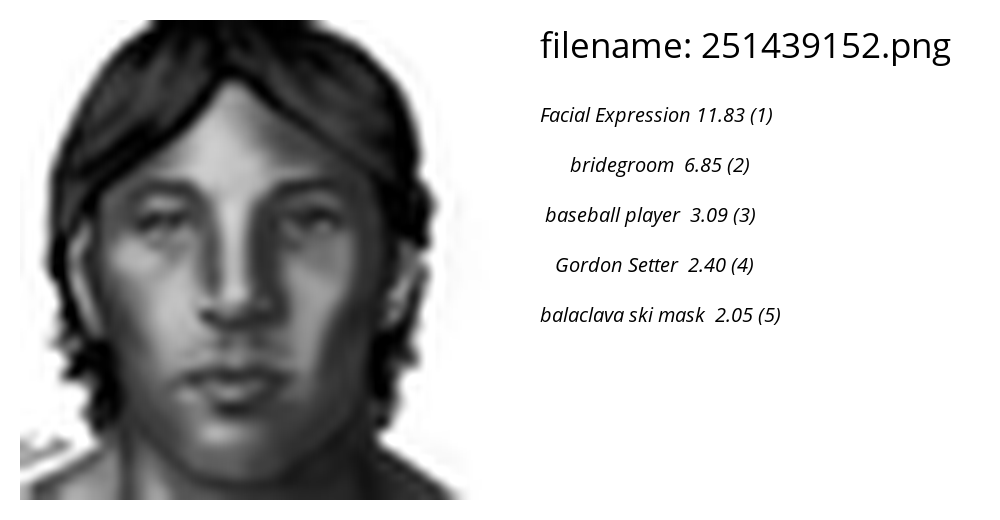 filename: 251439152.png
Facial Expression 11.83 (1)
bridegroom 6.85 (2)
baseball player 3.09 (3)
Gordon Setter 2.40 (4)
balaclava ski mask 2.05 (5)